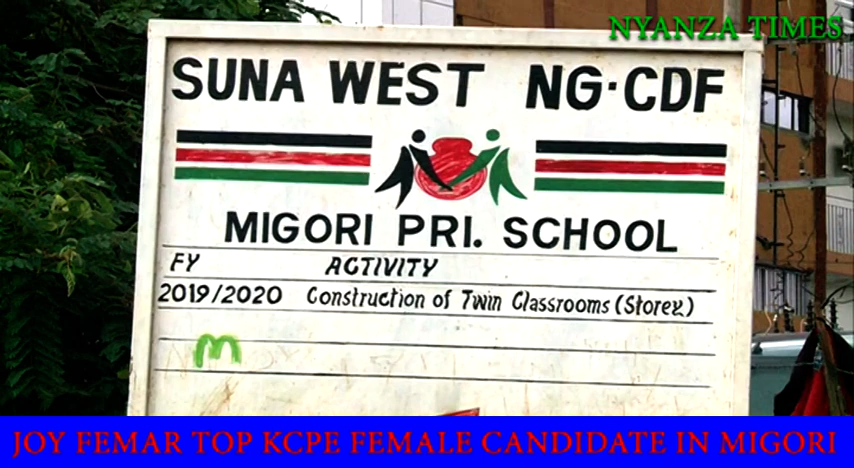 NYANZA TIMES
SUNA WEST NG·CDF
MIGORI PRI. SCHOOL
FY ACTIVITY
2019/2020 Construction of Twin Classrooms (Storey)
m
JOY FEMAR TOP KCPE FEMALE CANDIDATE IN MIGORI